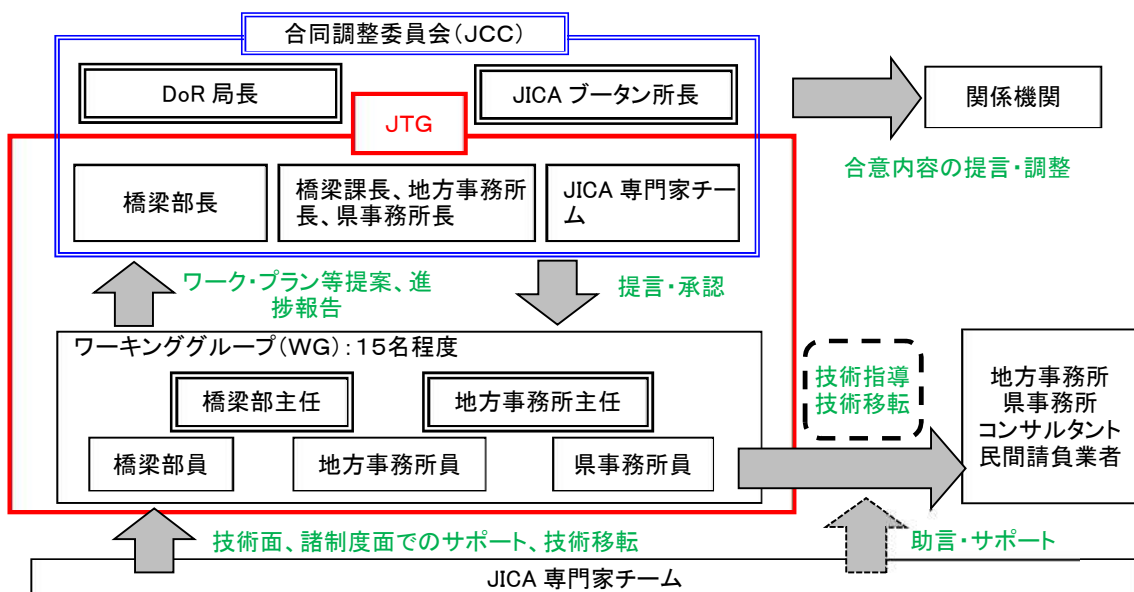 合同調整委員会(JCC)
DoR 局長
JICA ブータン所長
関係機関
JTG
合意内容の提言・調整
橋梁部長
橋梁課長、地方事務所
長、県事務所長
JICA 専門家チー
ム
ワーク・プラン等提案、進
捗報告
提言・承認
ワーキンググループ(WG):15名程度
橋梁部主任
地方事務所主任
橋梁部員
地方事務所員
県事務所員
技術指導
技術移転
地方事務所
県事務所
コンサルタント
民間請負業者
技術面、諸制度面でのサポート、技術移転
助言・サポート
JICA 専門家チーム